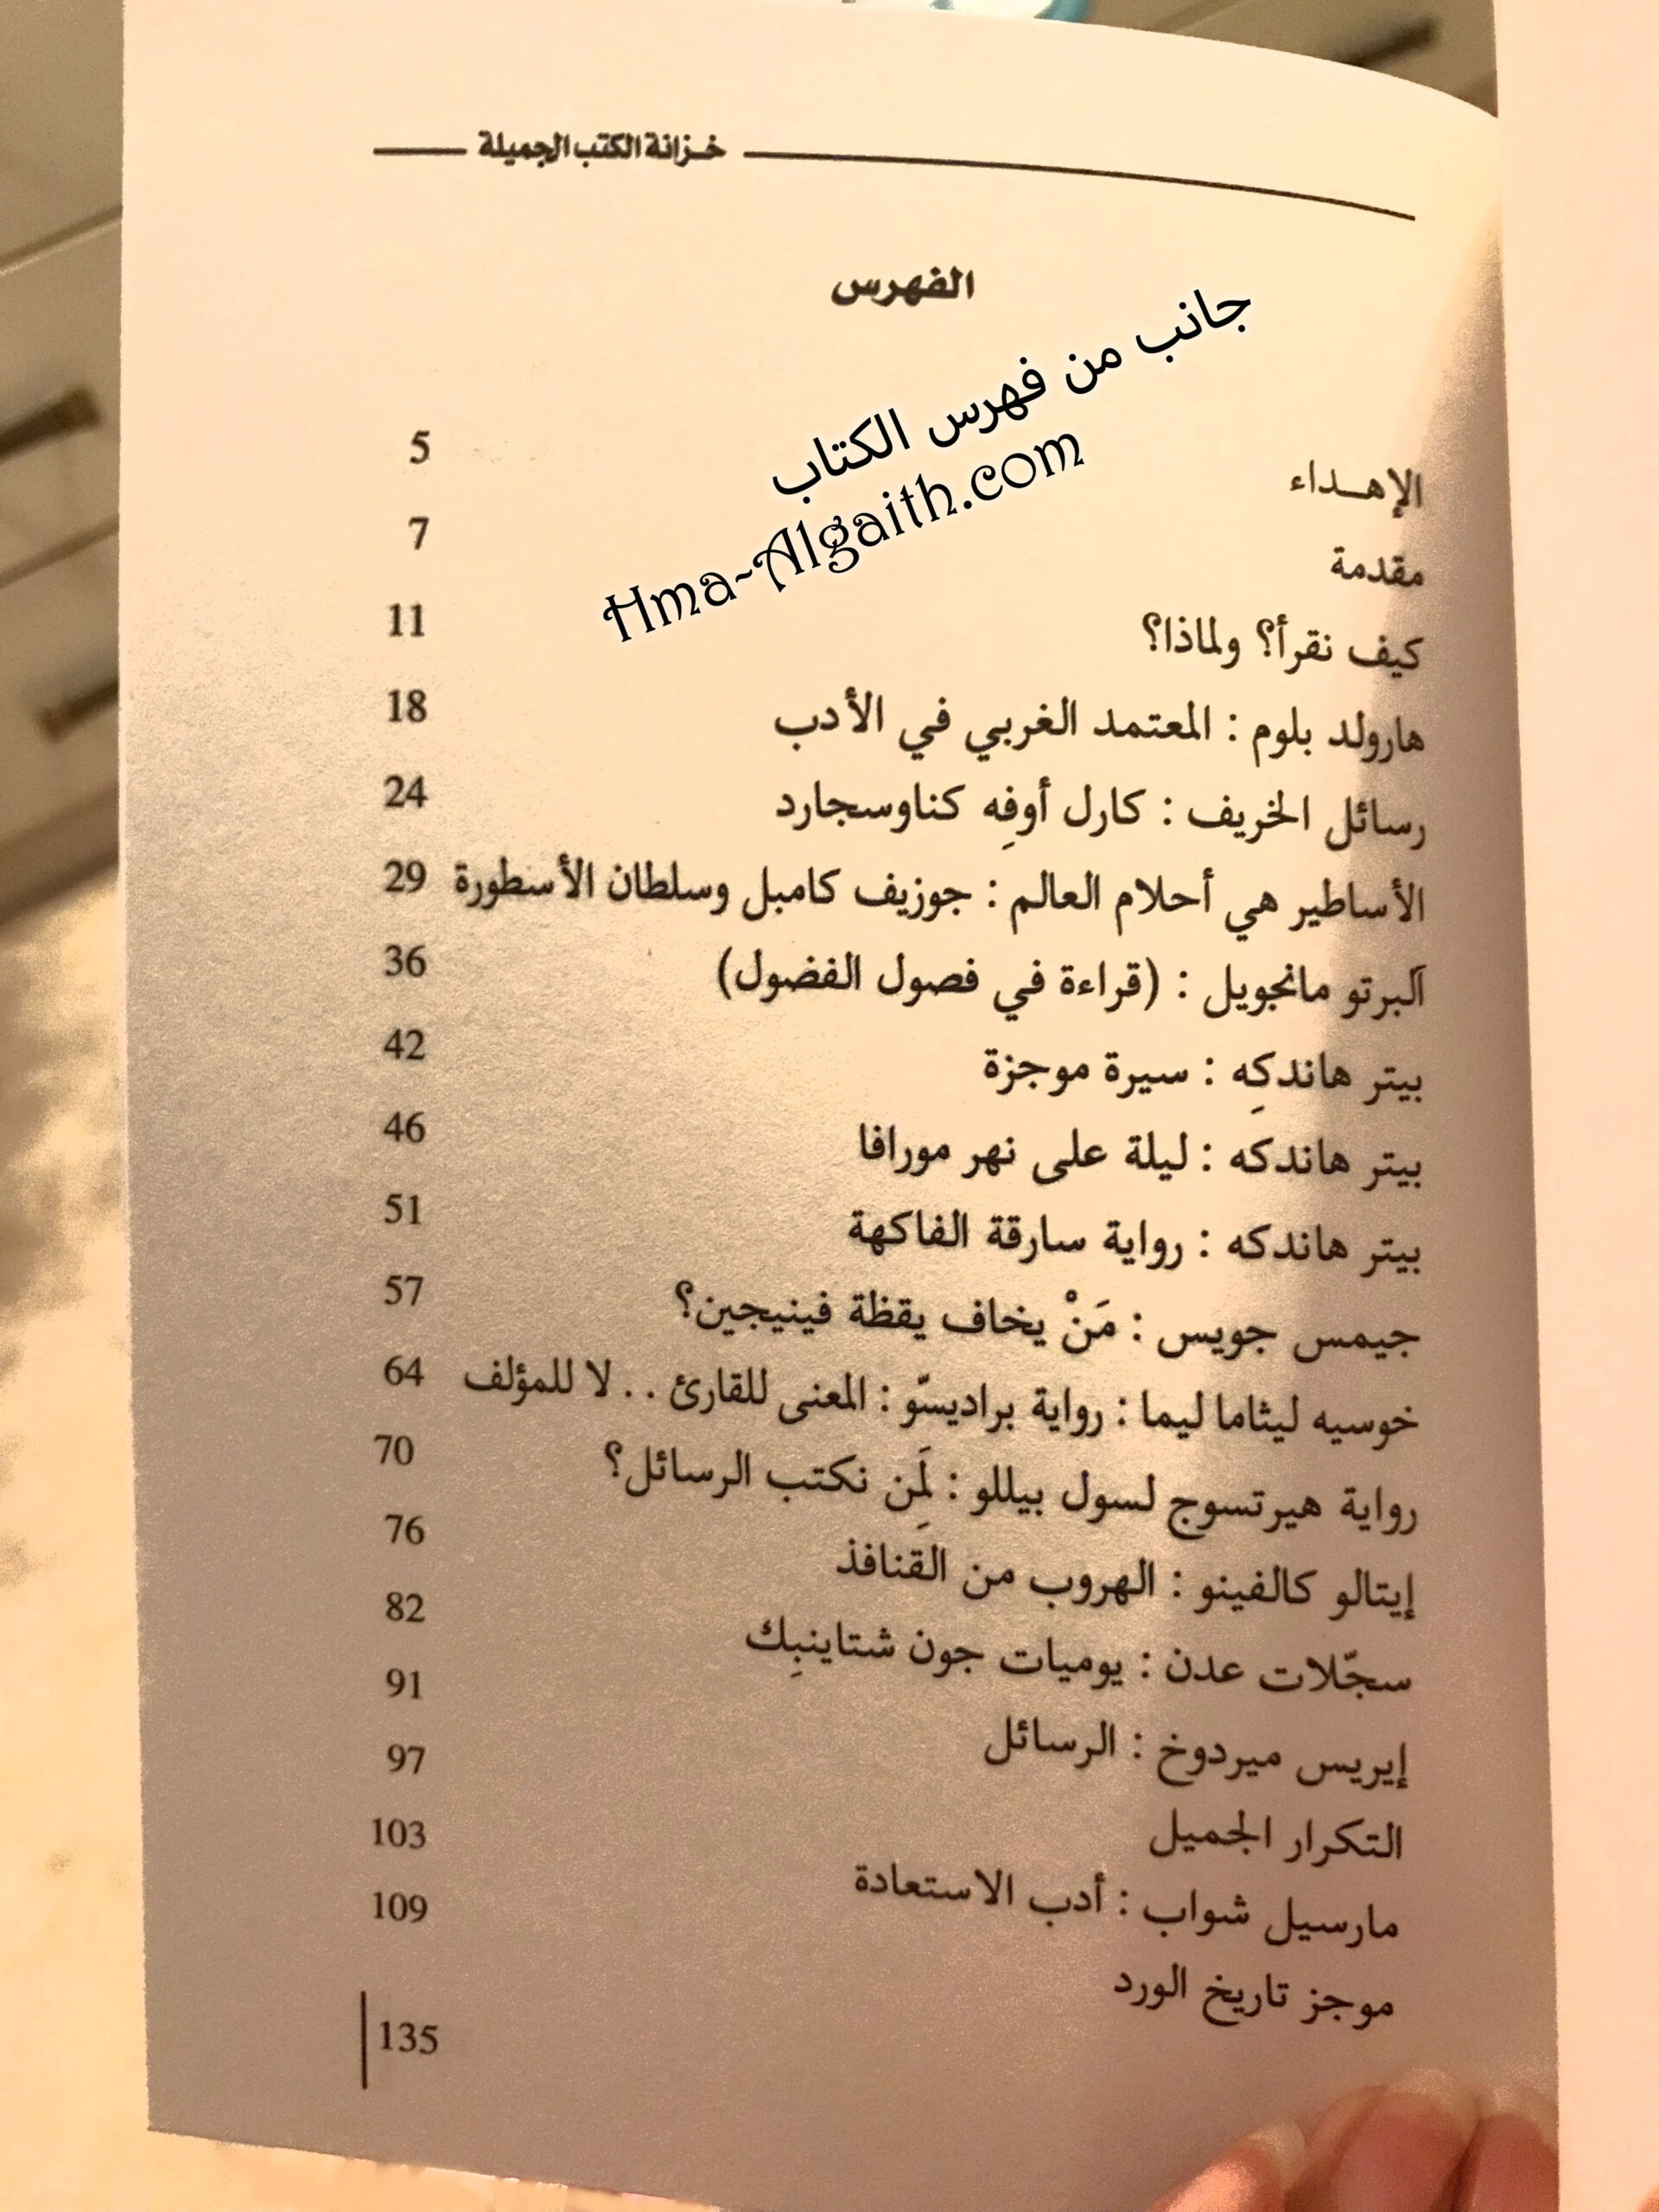 خزانة الكتب الجميلة
الفهرس
جانب من فهرس الكتاب
Hma-Algaith.com
الإهـداء 5
مقدمة 7
كيف نقرأ؟ ولماذا؟ 11
هارولد بلوم : المعتمد الغربي في الأدب 18
رسائل الخريف : كارل أوفِه كناوسجارد 24
الأساطير هي أحلام العالم : جوزيف كامبل وسلطان الأسطورة 29
آلبرتو مانجويل : (قراءة في فصول الفضول) 36
بيتر هاندكِه : سيرة موجزة 42
بيتر هاندكه : ليلة على نهر مورافا 46
بيتر هاندكه : رواية سارقة الفاكهة 51
جيمس جويس : مَنْ يخاف يقظة فينيجين؟ 57
خوسيه ليثاما ليما : رواية براديسّو : المعنى للقارئ . . لا للمؤلف 64
رواية هيرتسوج لسول بيللو : لَمِن نكتب الرسائل؟ 70
إيتالو كالفينو : الهروب من القنافذ 76
سجّلات عدن : يوميات جون شتاينبِك 82
إيريس ميردوخ : الرسائل 91
التكرار الجميل 97
مارسيل شواب : أدب الاستعادة 103
موجز تاريخ الورد 109
135